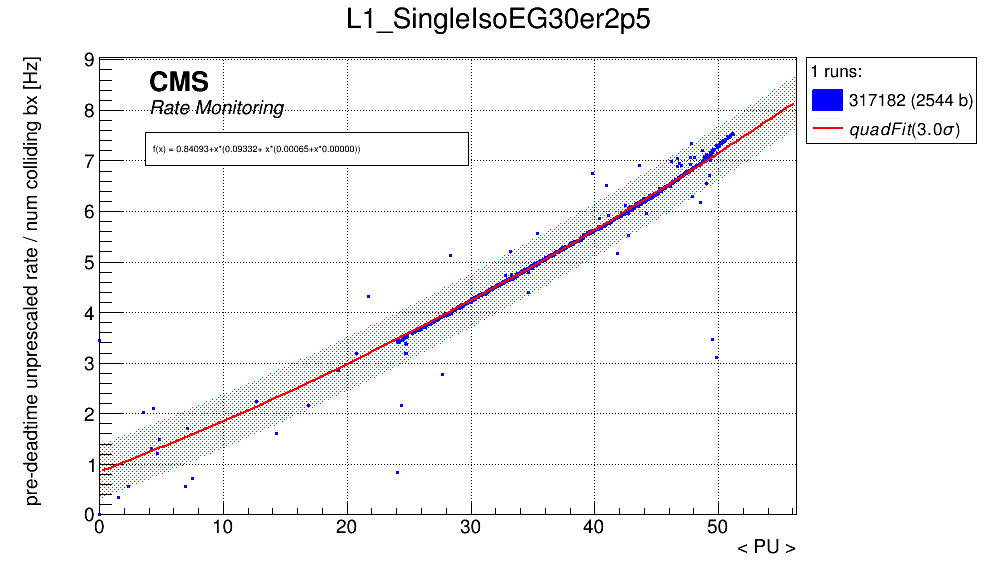 L1_SingleIsoEG30er2p5
pre-deadtime unprescaled rate / num colliding bx [Hz]
9
8
7
6
5
4
3
2
1
0
CMS
Rate Monitoring
f(x) = 0.84093+x*(0.09332+ x*(0.00065+x*0.00000))
1 runs:
317182 (2544 b)
quadFit(3.0σ)
0 10 20 30 40 50
< PU >